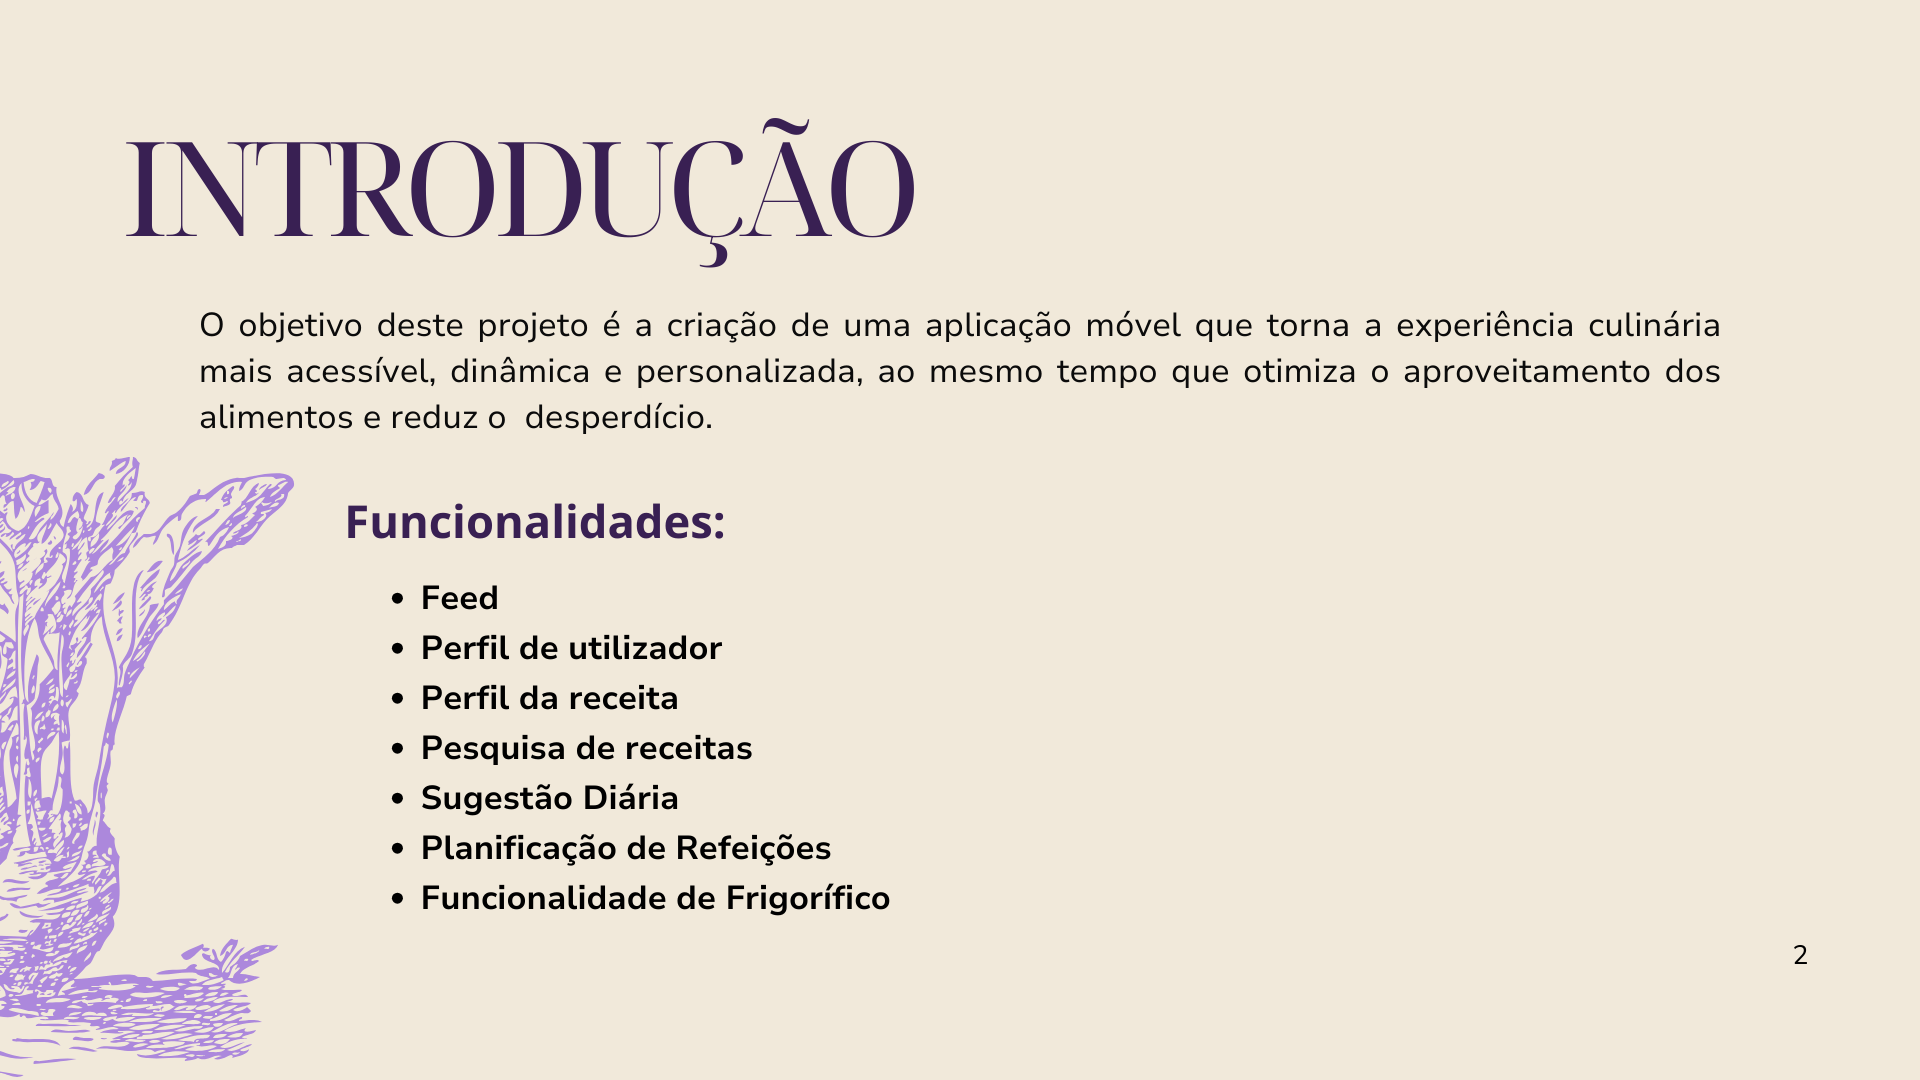 INTRODUÇÃO
O objetivo deste projeto é a criação de uma aplicação móvel que torna a experiência culinária
mais acessível, dinâmica e personalizada, ao mesmo tempo que otimiza o aproveitamento dos
alimentos e reduz o  desperdício.
Funcionalidades:
• Feed
• Perfil de utilizador
• Perfil da receita
• Pesquisa de receitas
• Sugestão Diária
• Planificação de Refeições
• Funcionalidade de Frigorífico
2